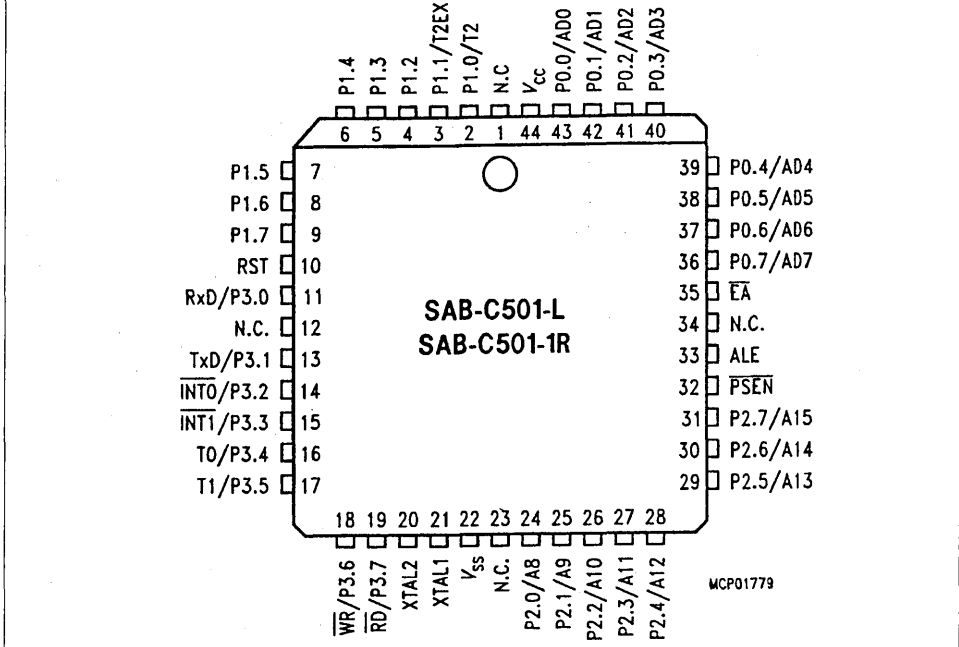 P1.4
P1.3
P1.2
P1.1/T2EX
P1.0/T2
N.C
VCC
P0.0/AD0
P0.1/AD1
P0.2/AD2
P0.3/AD3
6 5 4 3 2 1 44 43 42 41 40
P1.5 7
P1.6 8
P1.7 9
RST 10
RxD/P3.0 11
N.C. 12
TxD/P3.1 13
INT0/P3.2 14
INT1/P3.3 15
T0/P3.4 16
T1/P3.5 17
SAB-C501-L
SAB-C501-1R
39 P0.4/AD4
38 P0.5/AD5
37 P0.6/AD6
36 P0.7/AD7
35 EA
34 N.C.
33 ALE
32 PSEN
31 P2.7/A15
30 P2.6/A14
29 P2.5/A13
18 19 20 21 22 23 24 25 26 27 28
WR/P3.6
RD/P3.7
XTAL2
XTAL1
VSS
N.C.
P2.0/A8
P2.1/A9
P2.2/A10
P2.3/A11
P2.4/A12
MCP01779